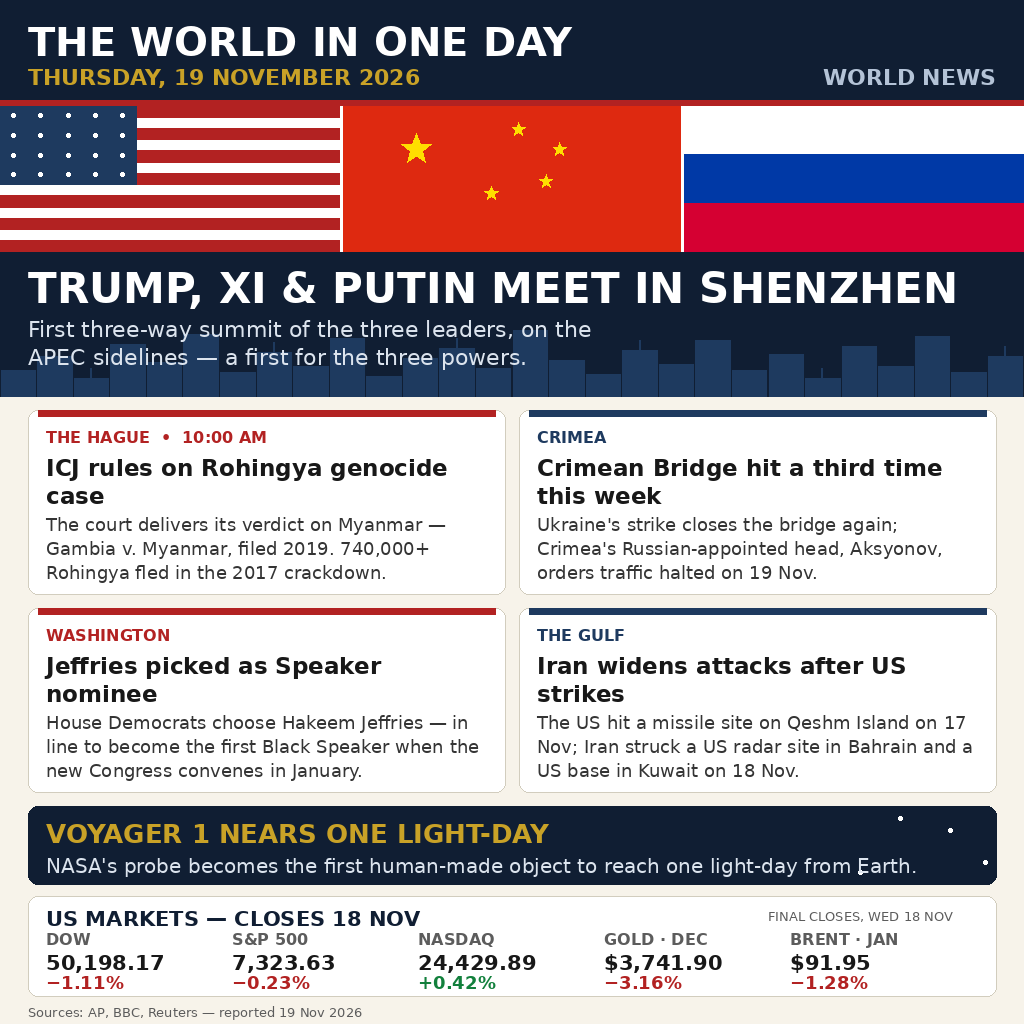 THE WORLD IN ONE DAY
THURSDAY, 19 NOVEMBER 2026
WORLD NEWS
TRUMP, XI & PUTIN MEET IN SHENZHEN
First three-way summit of the three leaders, on the
APEC sidelines — a first for the three powers.
THE HAGUE • 10:00 AM
ICJ rules on Rohingya genocide
case
The court delivers its verdict on Myanmar —
Gambia v. Myanmar, filed 2019. 740,000+
Rohingya fled in the 2017 crackdown.
CRIMEA
Crimean Bridge hit a third time
this week
Ukraine's strike closes the bridge again;
Crimea's Russian-appointed head, Aksyonov,
orders traffic halted on 19 Nov.
WASHINGTON
Jeffries picked as Speaker
nominee
House Democrats choose Hakeem Jeffries — in
line to become the first Black Speaker when the
new Congress convenes in January.
THE GULF
Iran widens attacks after US
strikes
The US hit a missile site on Qeshm Island on 17
Nov; Iran struck a US radar site in Bahrain and a
US base in Kuwait on 18 Nov.
VOYAGER 1 NEARS ONE LIGHT-DAY
NASA's probe becomes the first human-made object to reach one light-day from Earth.
US MARKETS — CLOSES 18 NOV
FINAL CLOSES, WED 18 NOV
DOW
50,198.17
−1.11%
S&P 500
7,323.63
−0.23%
NASDAQ
24,429.89
+0.42%
GOLD · DEC
$3,741.90
−3.16%
BRENT · JAN
$91.95
−1.28%
Sources: AP, BBC, Reuters — reported 19 Nov 2026